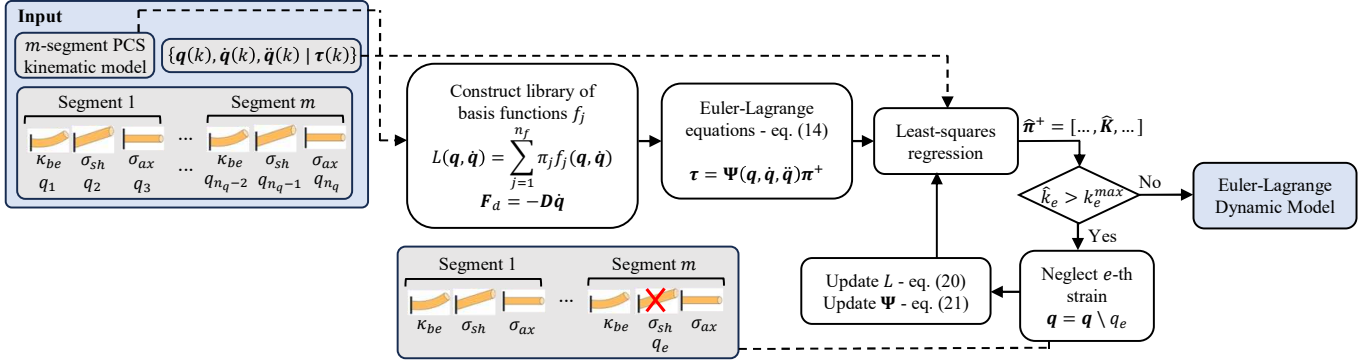 Input
m-segment PCS
kinematic model
{q(k), q̇(k), q̈(k) | τ(k)}
Segment 1
Segment m
...
κ_be σ_sh σ_ax ... κ_be σ_sh σ_ax
q_1 q_2 q_3 ... q_{n_q−2} q_{n_q−1} q_{n_q}
Construct library of
basis functions f_j
L(q, q̇) = ∑_{j=1}^{n_f} π_j f_j(q, q̇)
F_d = −Dq̇
Euler-Lagrange
equations - eq. (14)
τ = Ψ(q, q̇, q̈)π⁺
Least-squares
regression
π̂⁺ = [… , K̂, …]
k̂_e > k_e^{max}
No
Euler-Lagrange
Dynamic Model
Yes
Neglect e-th
strain
q = q \ q_e
Update L - eq. (20)
Update Ψ - eq. (21)
Segment 1
Segment m
...
κ_be σ_sh σ_ax κ_be σ_sh σ_ax
q_e